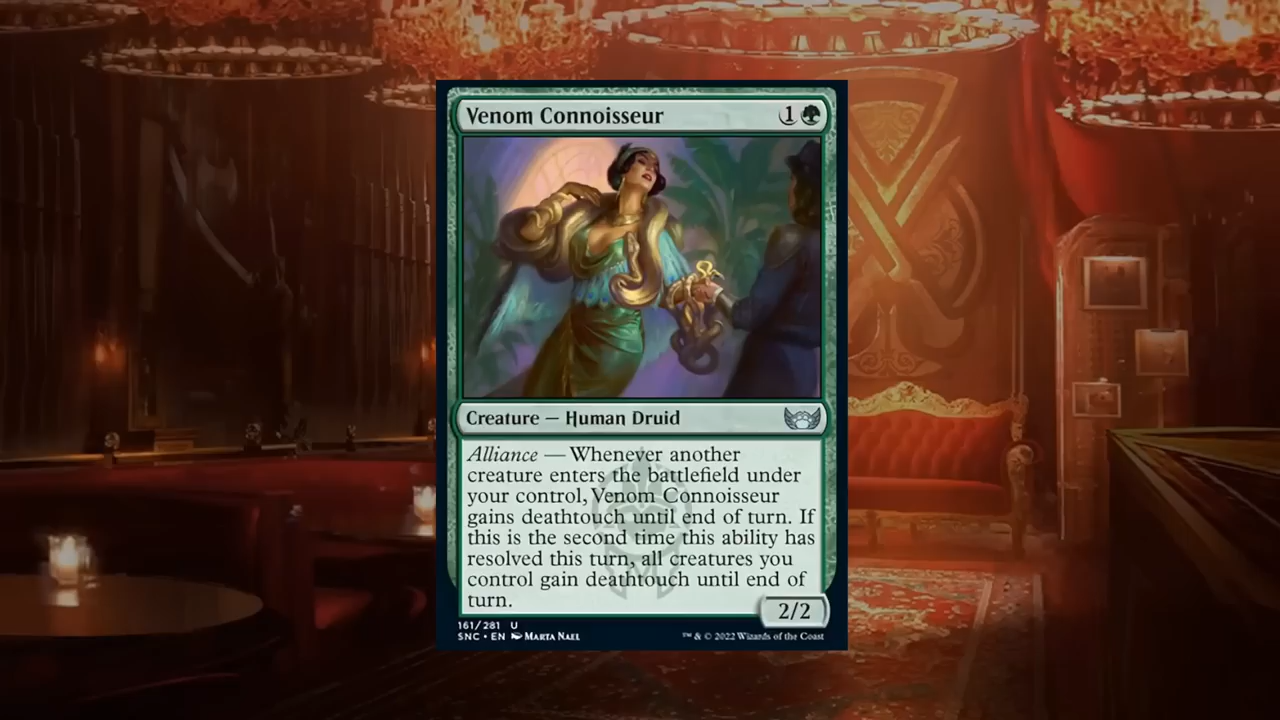 Venom Connoisseur 1
Creature — Human Druid
Alliance — Whenever another
creature enters the battlefield under
your control, Venom Connoisseur
gains deathtouch until end of turn. If
this is the second time this ability has
resolved this turn, all creatures you
control gain deathtouch until end of
turn.
2/2
161/281 U
SNC • EN Marta Nael
™ & © 2022 Wizards of the Coast